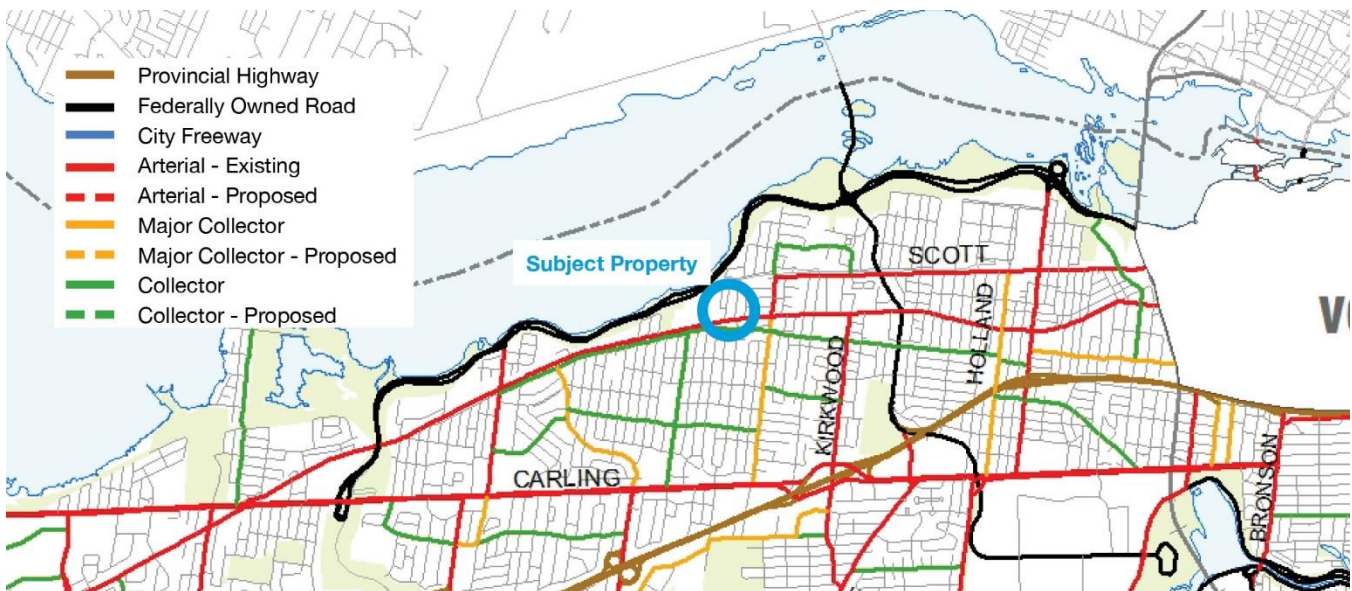 Provincial Highway
Federally Owned Road
City Freeway
Arterial - Existing
Arterial - Proposed
Major Collector
Major Collector - Proposed
Collector
Collector - Proposed
Subject Property
SCOTT
HOLLAND
KIRKWOOD
CARLING
BRONSON